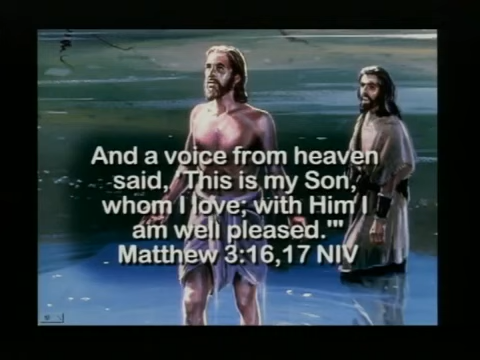 And a voice from heaven
said, 'This is my Son,
whom I love; with Him I
am well pleased.'"
Matthew 3:16,17 NIV